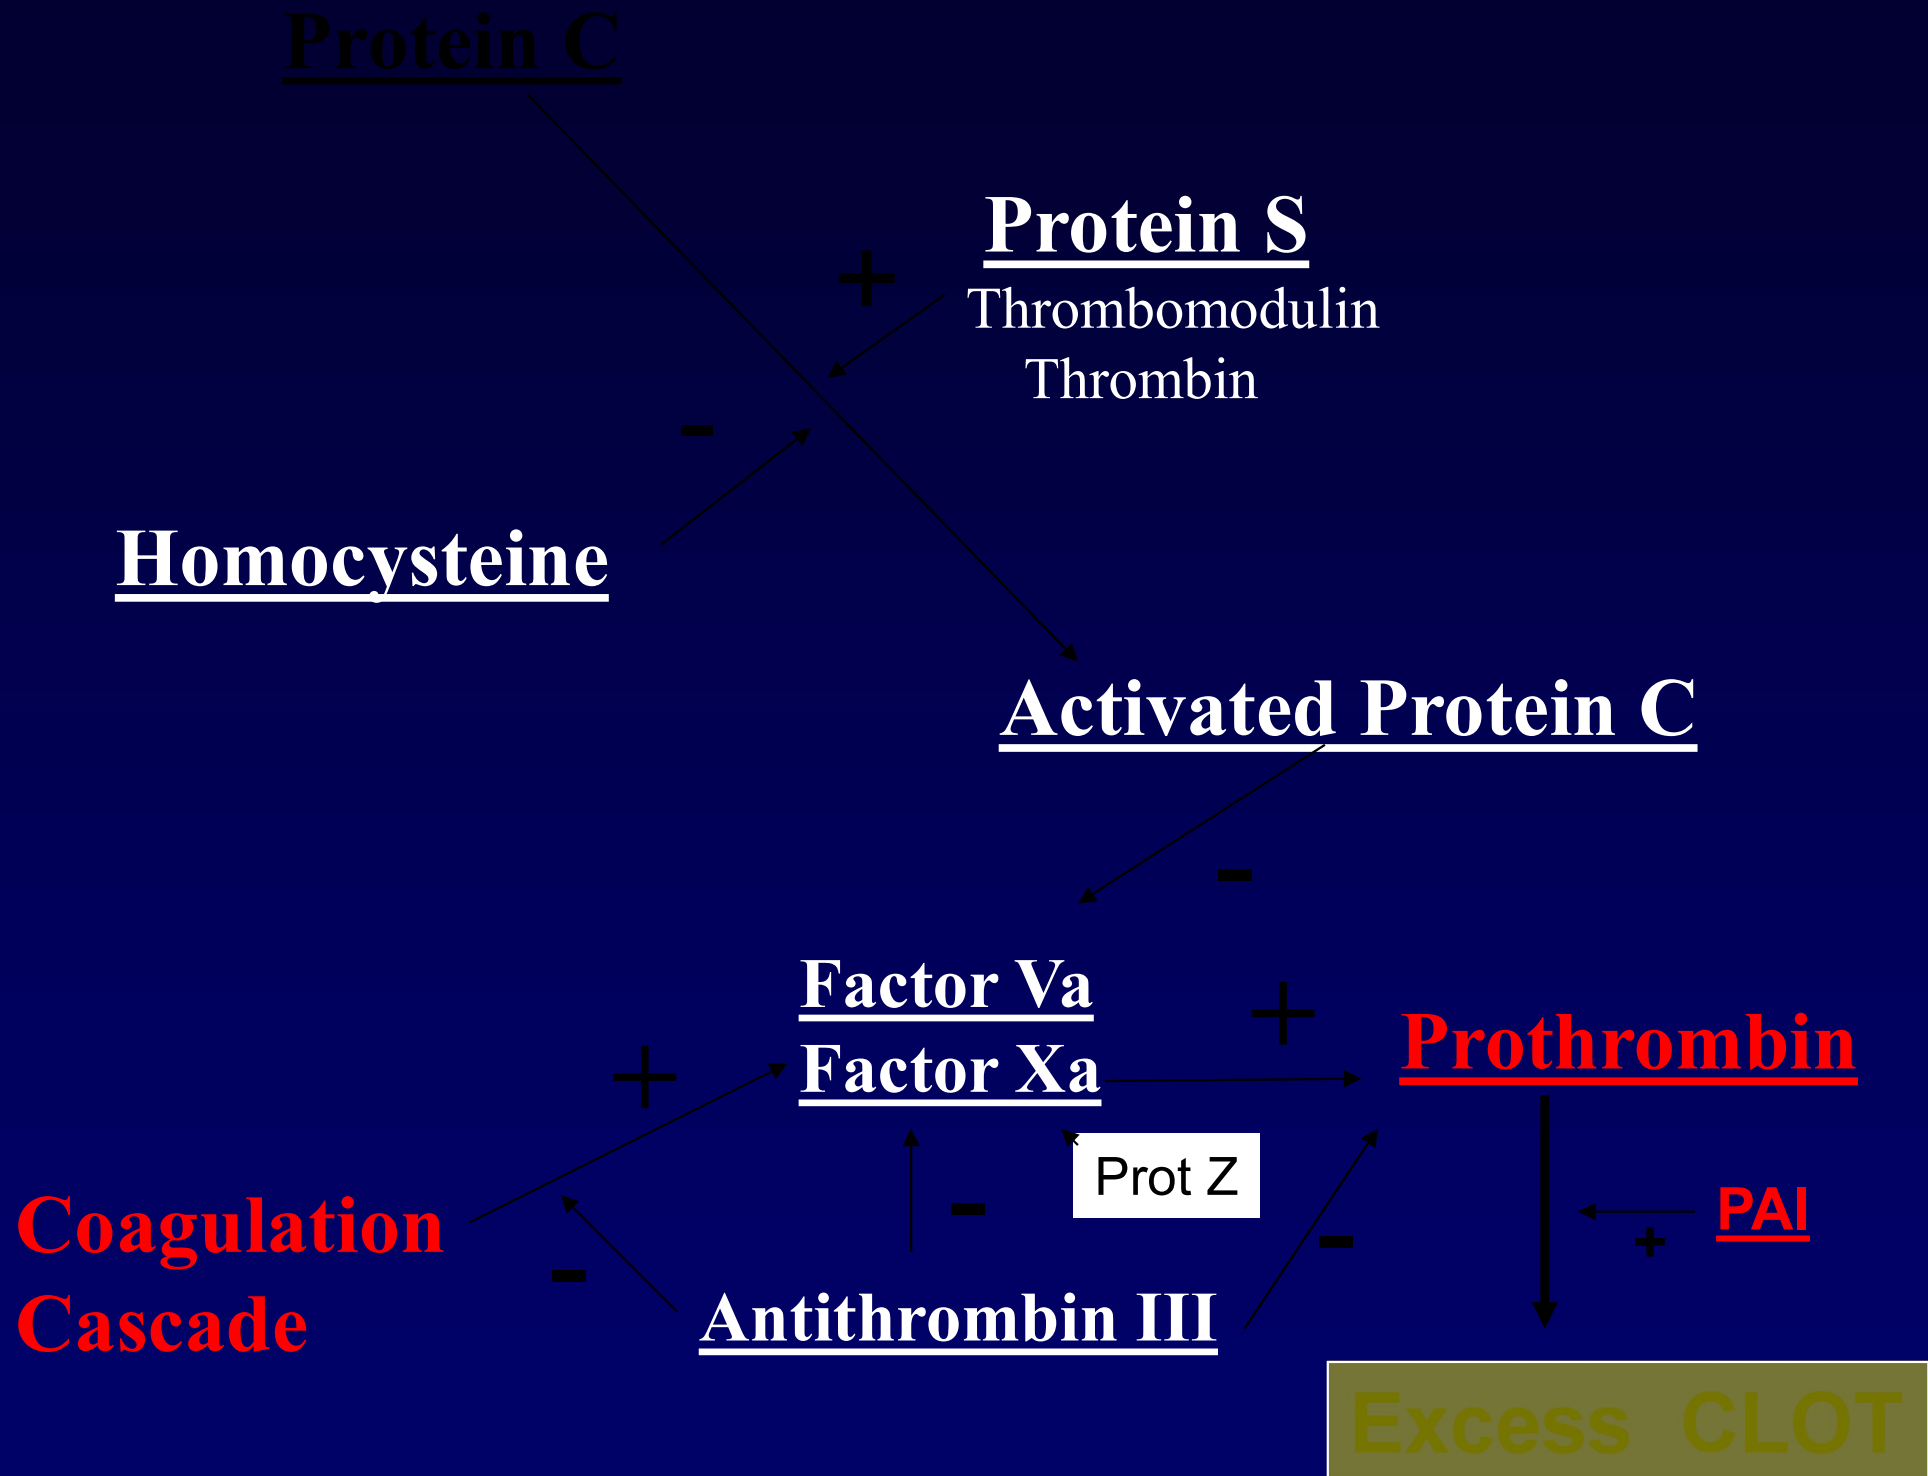 Protein C
Protein S
+
Thrombomodulin
Thrombin
-
Homocysteine
Activated Protein C
-
Factor Va
+
Prothrombin
+
Factor Xa
Prot Z
PAI
-
-
+
Coagulation
-
Antithrombin III
Cascade
Excess CLOT